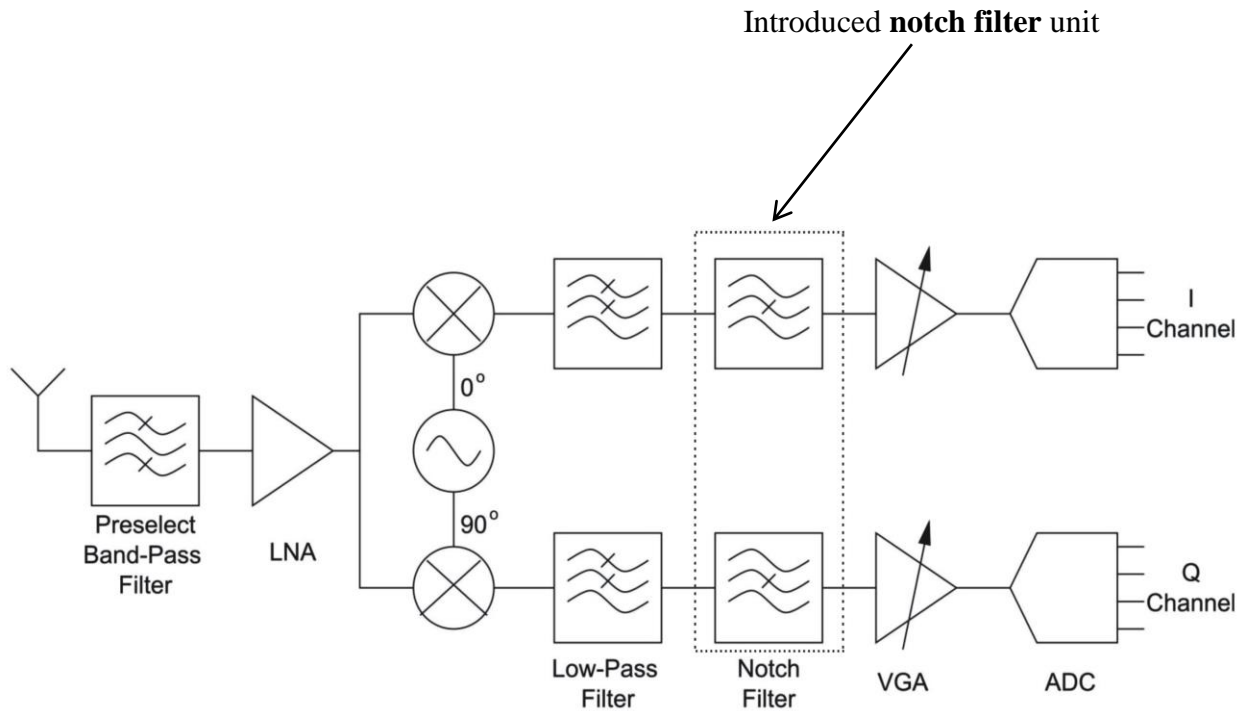 Introduced notch filter unit
I
Channel
0°
90°
Preselect
Band-Pass
Filter
LNA
Q
Channel
Low-Pass
Filter
Notch
Filter
VGA
ADC